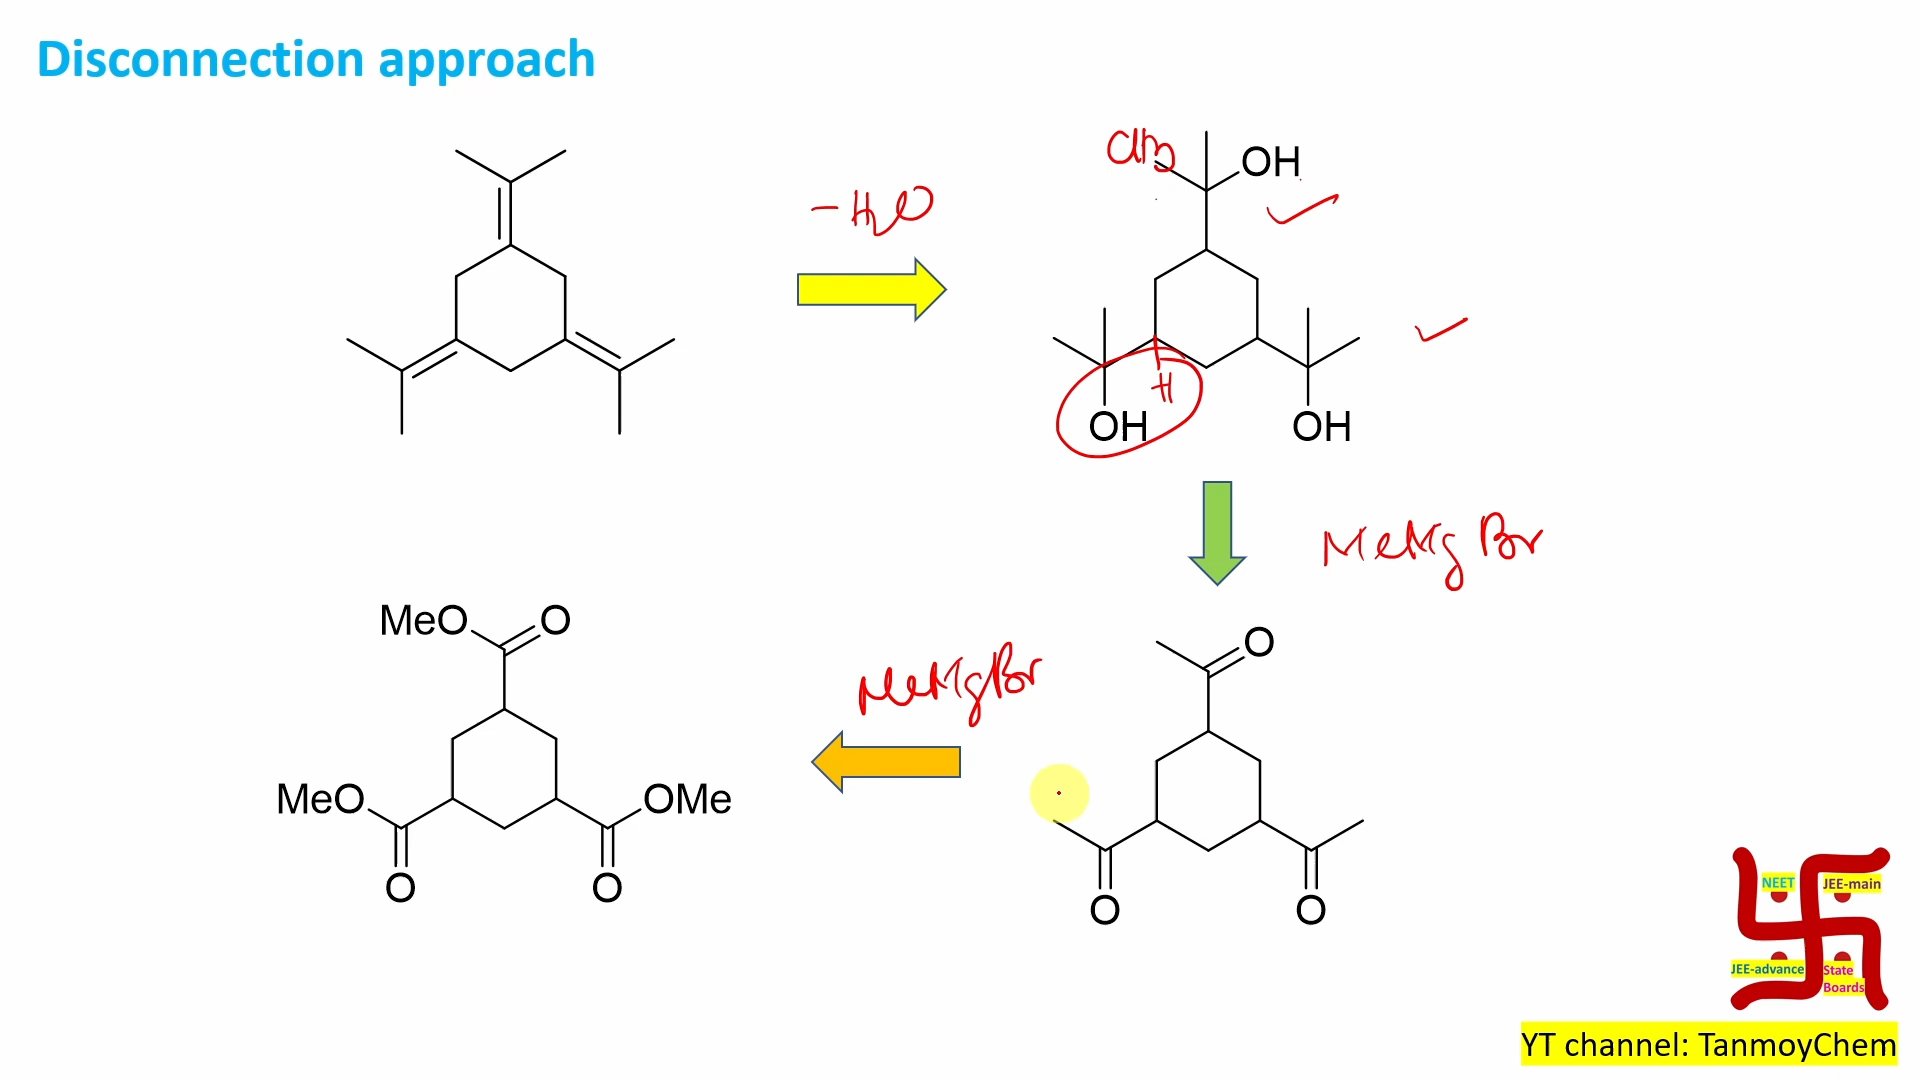 Disconnection approach
CH3
OH
-H2O
H
OH
OH
MeMgBr
MeO
O
O
MeMgBr
MeO
OMe
O
O
O
O
NEET
JEE-main
JEE-advance
State
Boards
YT channel: TanmoyChem